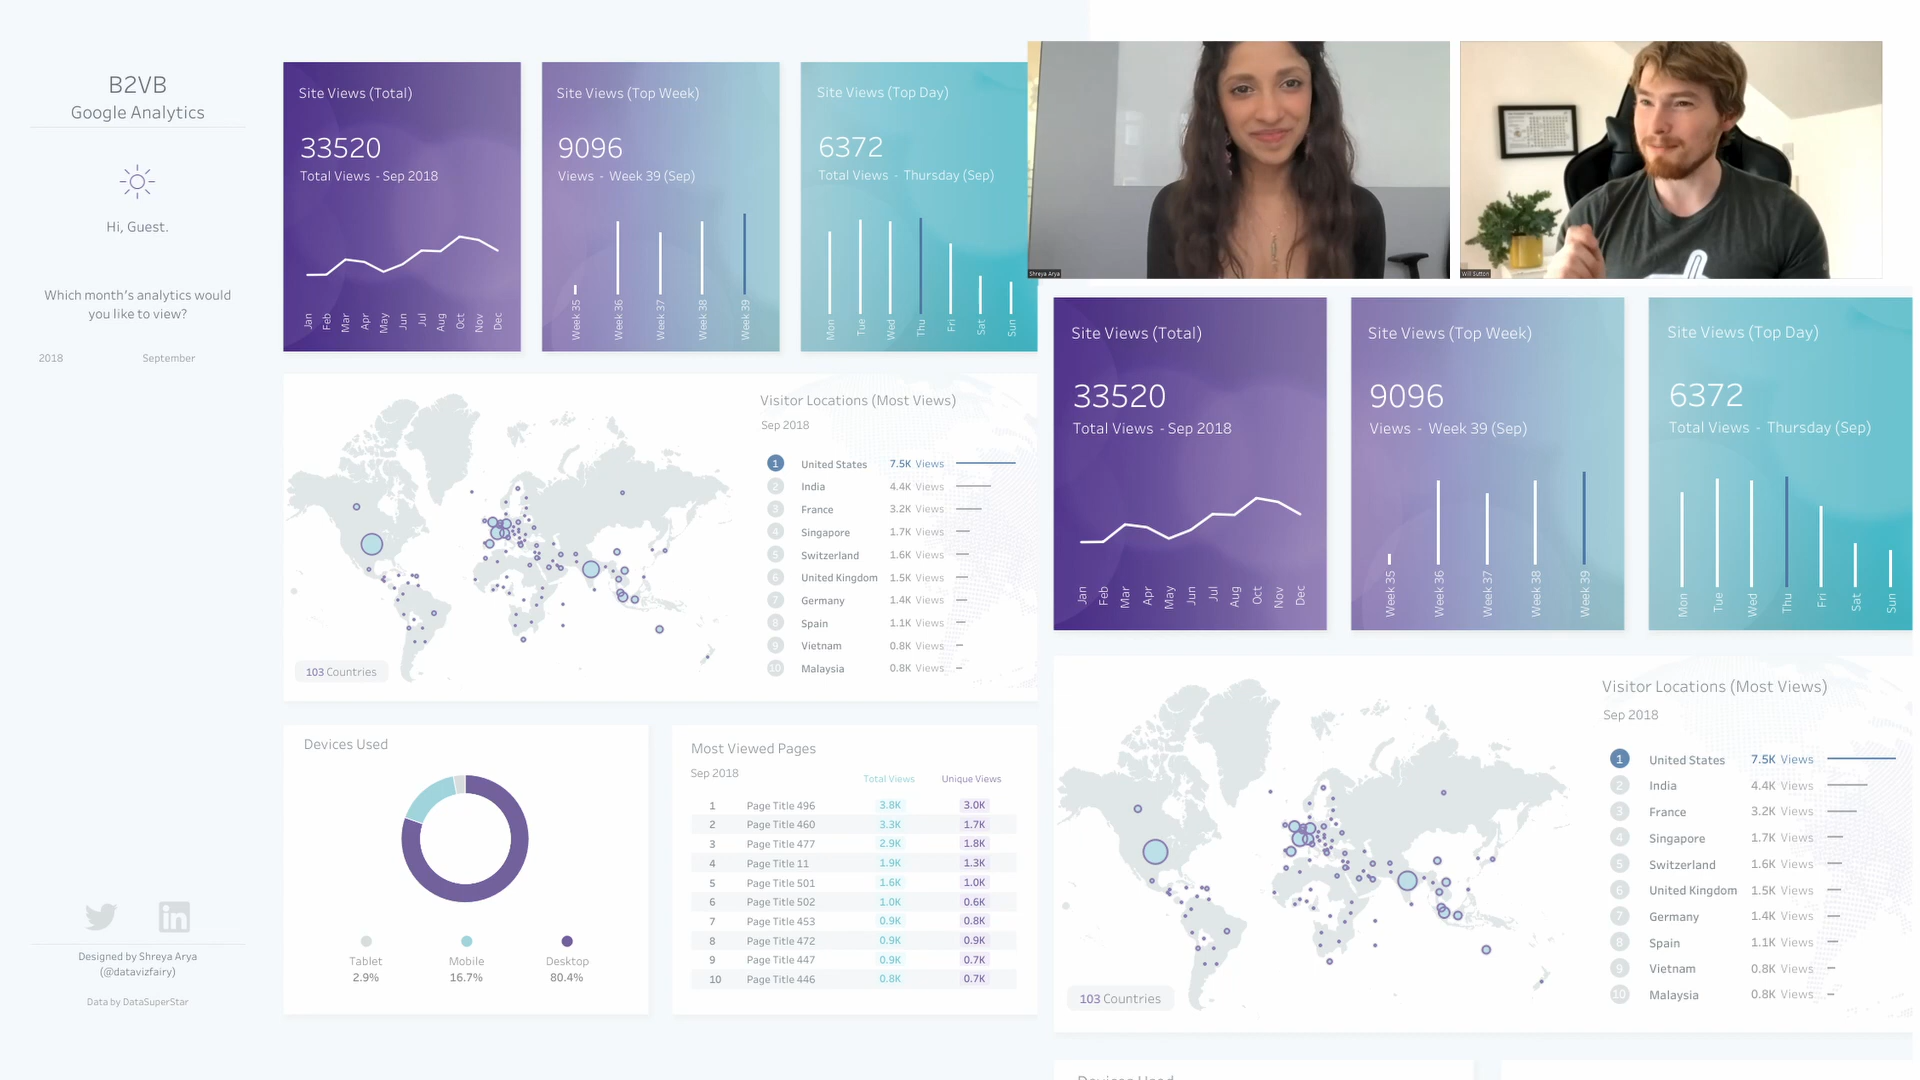 B2VB
Google Analytics
Hi, Guest.
Which month's analytics would
you like to view?
2018 September
Designed by Shreya Arya
(@datavizfairy)
Data by DataSuperStar
Site Views (Total)
33520
Total Views - Sep 2018
Jan Feb Mar Apr May Jun Jul Aug Oct Nov Dec
Site Views (Top Week)
9096
Views - Week 39 (Sep)
Week 35 Week 36 Week 37 Week 38 Week 39
Site Views (Top Day)
6372
Total Views - Thursday (Sep)
Mon Tue Wed Thu Fri Sat Sun
Visitor Locations (Most Views)
Sep 2018
1 United States 7.5K Views
2 India 4.4K Views
3 France 3.2K Views
4 Singapore 1.7K Views
5 Switzerland 1.6K Views
6 United Kingdom 1.5K Views
7 Germany 1.4K Views
8 Spain 1.1K Views
9 Vietnam 0.8K Views
10 Malaysia 0.8K Views
103 Countries
Devices Used
Tablet Mobile Desktop
2.9% 16.7% 80.4%
Most Viewed Pages
Sep 2018
Total Views Unique Views
1 Page Title 496 3.8K 3.0K
2 Page Title 460 3.3K 1.7K
3 Page Title 477 2.9K 1.8K
4 Page Title 11 1.9K 1.3K
5 Page Title 501 1.6K 1.0K
6 Page Title 502 1.0K 0.6K
7 Page Title 453 0.9K 0.8K
8 Page Title 472 0.9K 0.9K
9 Page Title 447 0.9K 0.7K
10 Page Title 446 0.8K 0.7K
Shreya Arya
Will Sutton
Site Views (Total)
33520
Total Views - Sep 2018
Jan Feb Mar Apr May Jun Jul Aug Oct Nov Dec
Site Views (Top Week)
9096
Views - Week 39 (Sep)
Week 35 Week 36 Week 37 Week 38 Week 39
Site Views (Top Day)
6372
Total Views - Thursday (Sep)
Mon Tue Wed Thu Fri Sat Sun
Visitor Locations (Most Views)
Sep 2018
1 United States 7.5K Views
2 India 4.4K Views
3 France 3.2K Views
4 Singapore 1.7K Views
5 Switzerland 1.6K Views
6 United Kingdom 1.5K Views
7 Germany 1.4K Views
8 Spain 1.1K Views
9 Vietnam 0.8K Views
10 Malaysia 0.8K Views
103 Countries
Devices Used